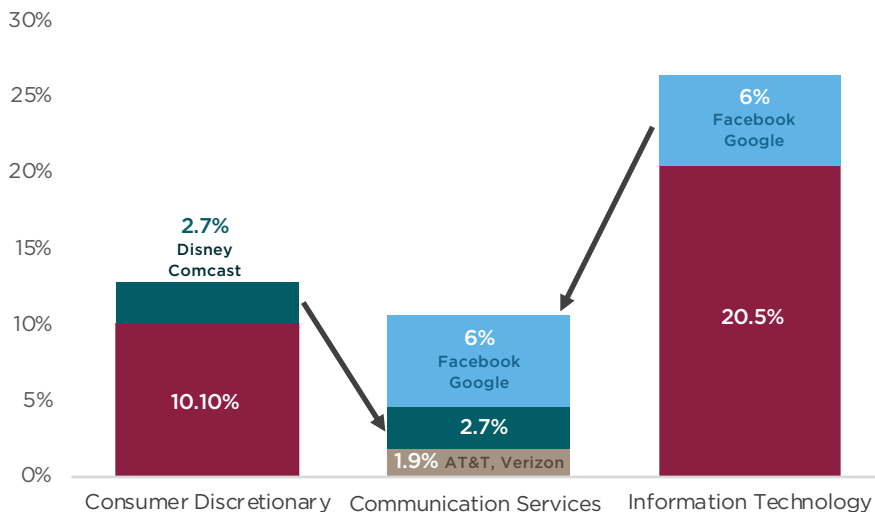 30%
25%
20%
15%
10%
5%
0%
2.7%
Disney
Comcast
10.10%
6%
Facebook
Google
2.7%
1.9% AT&T, Verizon
6%
Facebook
Google
20.5%
Consumer Discretionary
Communication Services
Information Technology